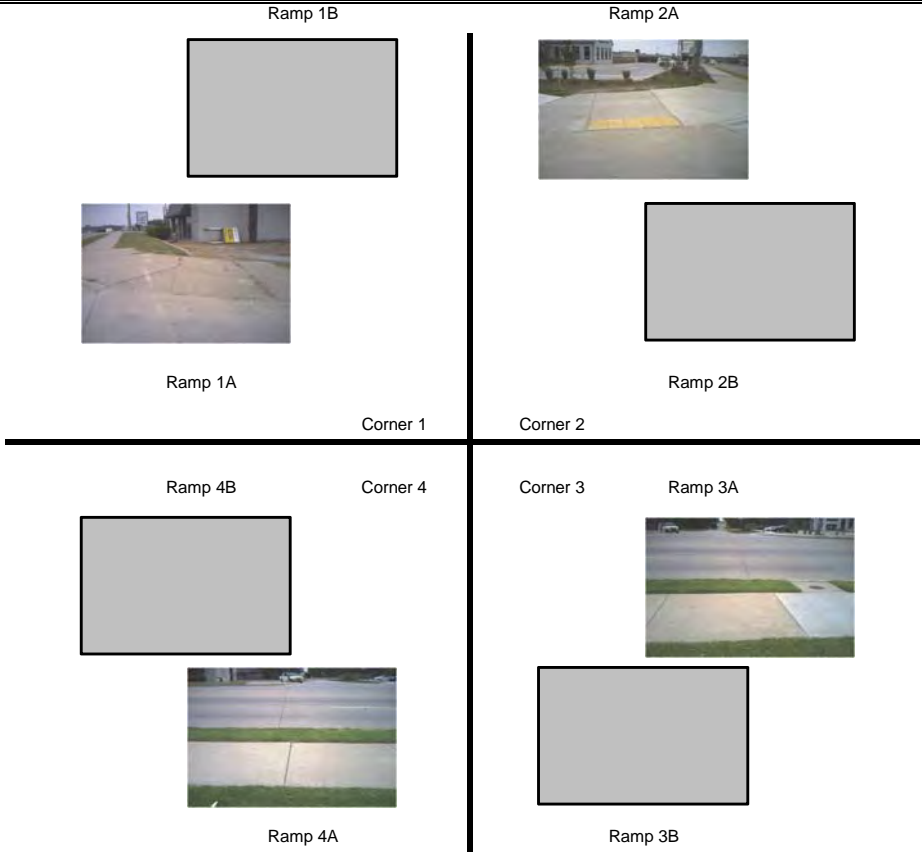 Ramp 1B
Ramp 2A
Ramp 1A
Ramp 2B
Corner 1
Corner 2
Ramp 4B
Corner 4
Corner 3
Ramp 3A
Ramp 4A
Ramp 3B